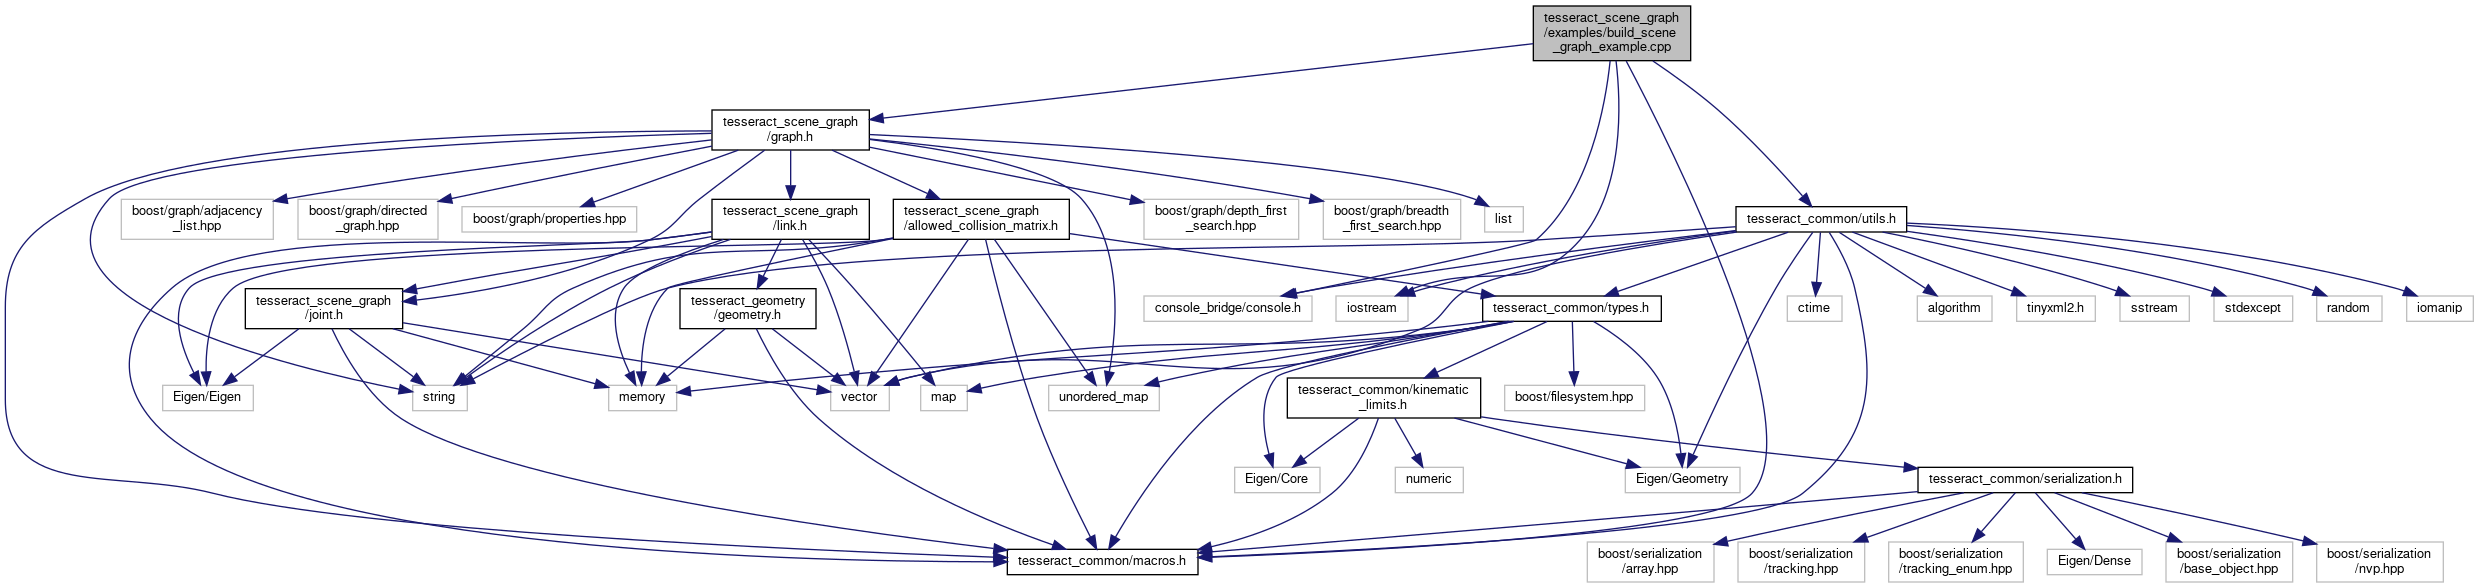 tesseract_scene_graph
/examples/build_scene
_graph_example.cpp
tesseract_scene_graph
/graph.h
boost/graph/adjacency
_list.hpp
boost/graph/directed
_graph.hpp
boost/graph/properties.hpp
tesseract_scene_graph
/link.h
tesseract_scene_graph
/allowed_collision_matrix.h
boost/graph/depth_first
_search.hpp
boost/graph/breadth
_first_search.hpp
list
tesseract_common/utils.h
tesseract_scene_graph
/joint.h
tesseract_geometry
/geometry.h
console_bridge/console.h
iostream
tesseract_common/types.h
ctime
algorithm
tinyxml2.h
sstream
stdexcept
random
iomanip
Eigen/Eigen
string
memory
vector
map
unordered_map
tesseract_common/kinematic
_limits.h
boost/filesystem.hpp
Eigen/Core
numeric
Eigen/Geometry
tesseract_common/serialization.h
tesseract_common/macros.h
boost/serialization
/array.hpp
boost/serialization
/tracking.hpp
boost/serialization
/tracking_enum.hpp
Eigen/Dense
boost/serialization
/base_object.hpp
boost/serialization
/nvp.hpp